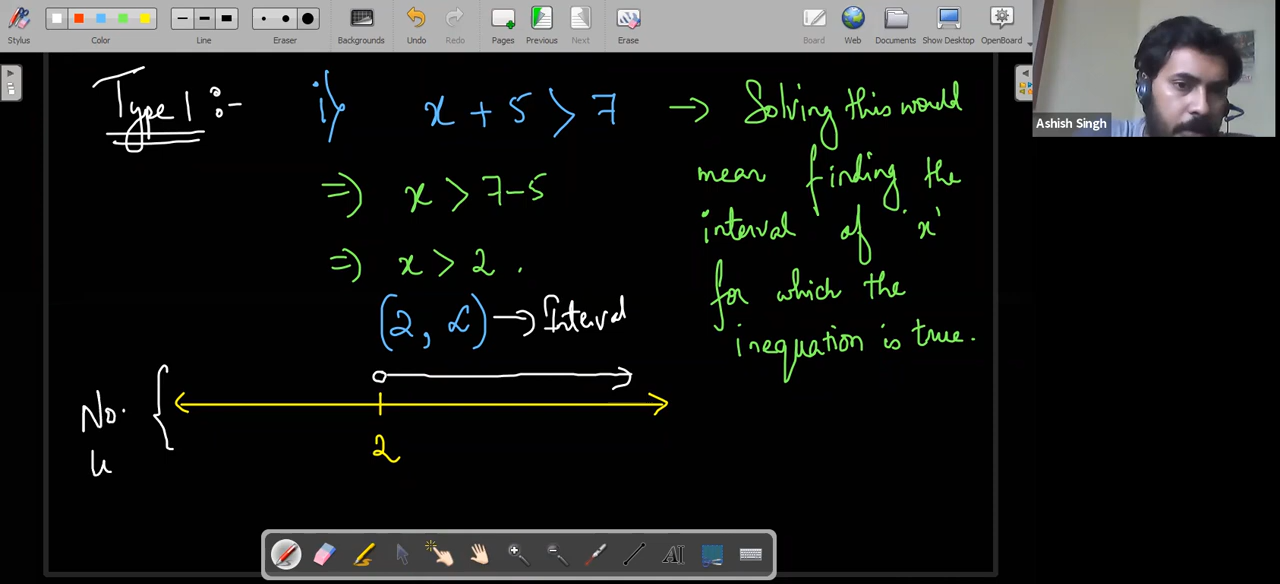 Stylus
Color
Line
Eraser
Backgrounds
Undo
Redo
Pages
Previous
Next
Erase
Board
Web
Documents
Show Desktop
OpenBoard
Ashish Singh
Type 1 :-
i) x + 5 > 7 → Solving this would
mean finding the
interval of 'x'
for which the
inequation is true.
=) x > 7-5
=) x > 2 .
(2, ∞) → Interval
No.
2
AI